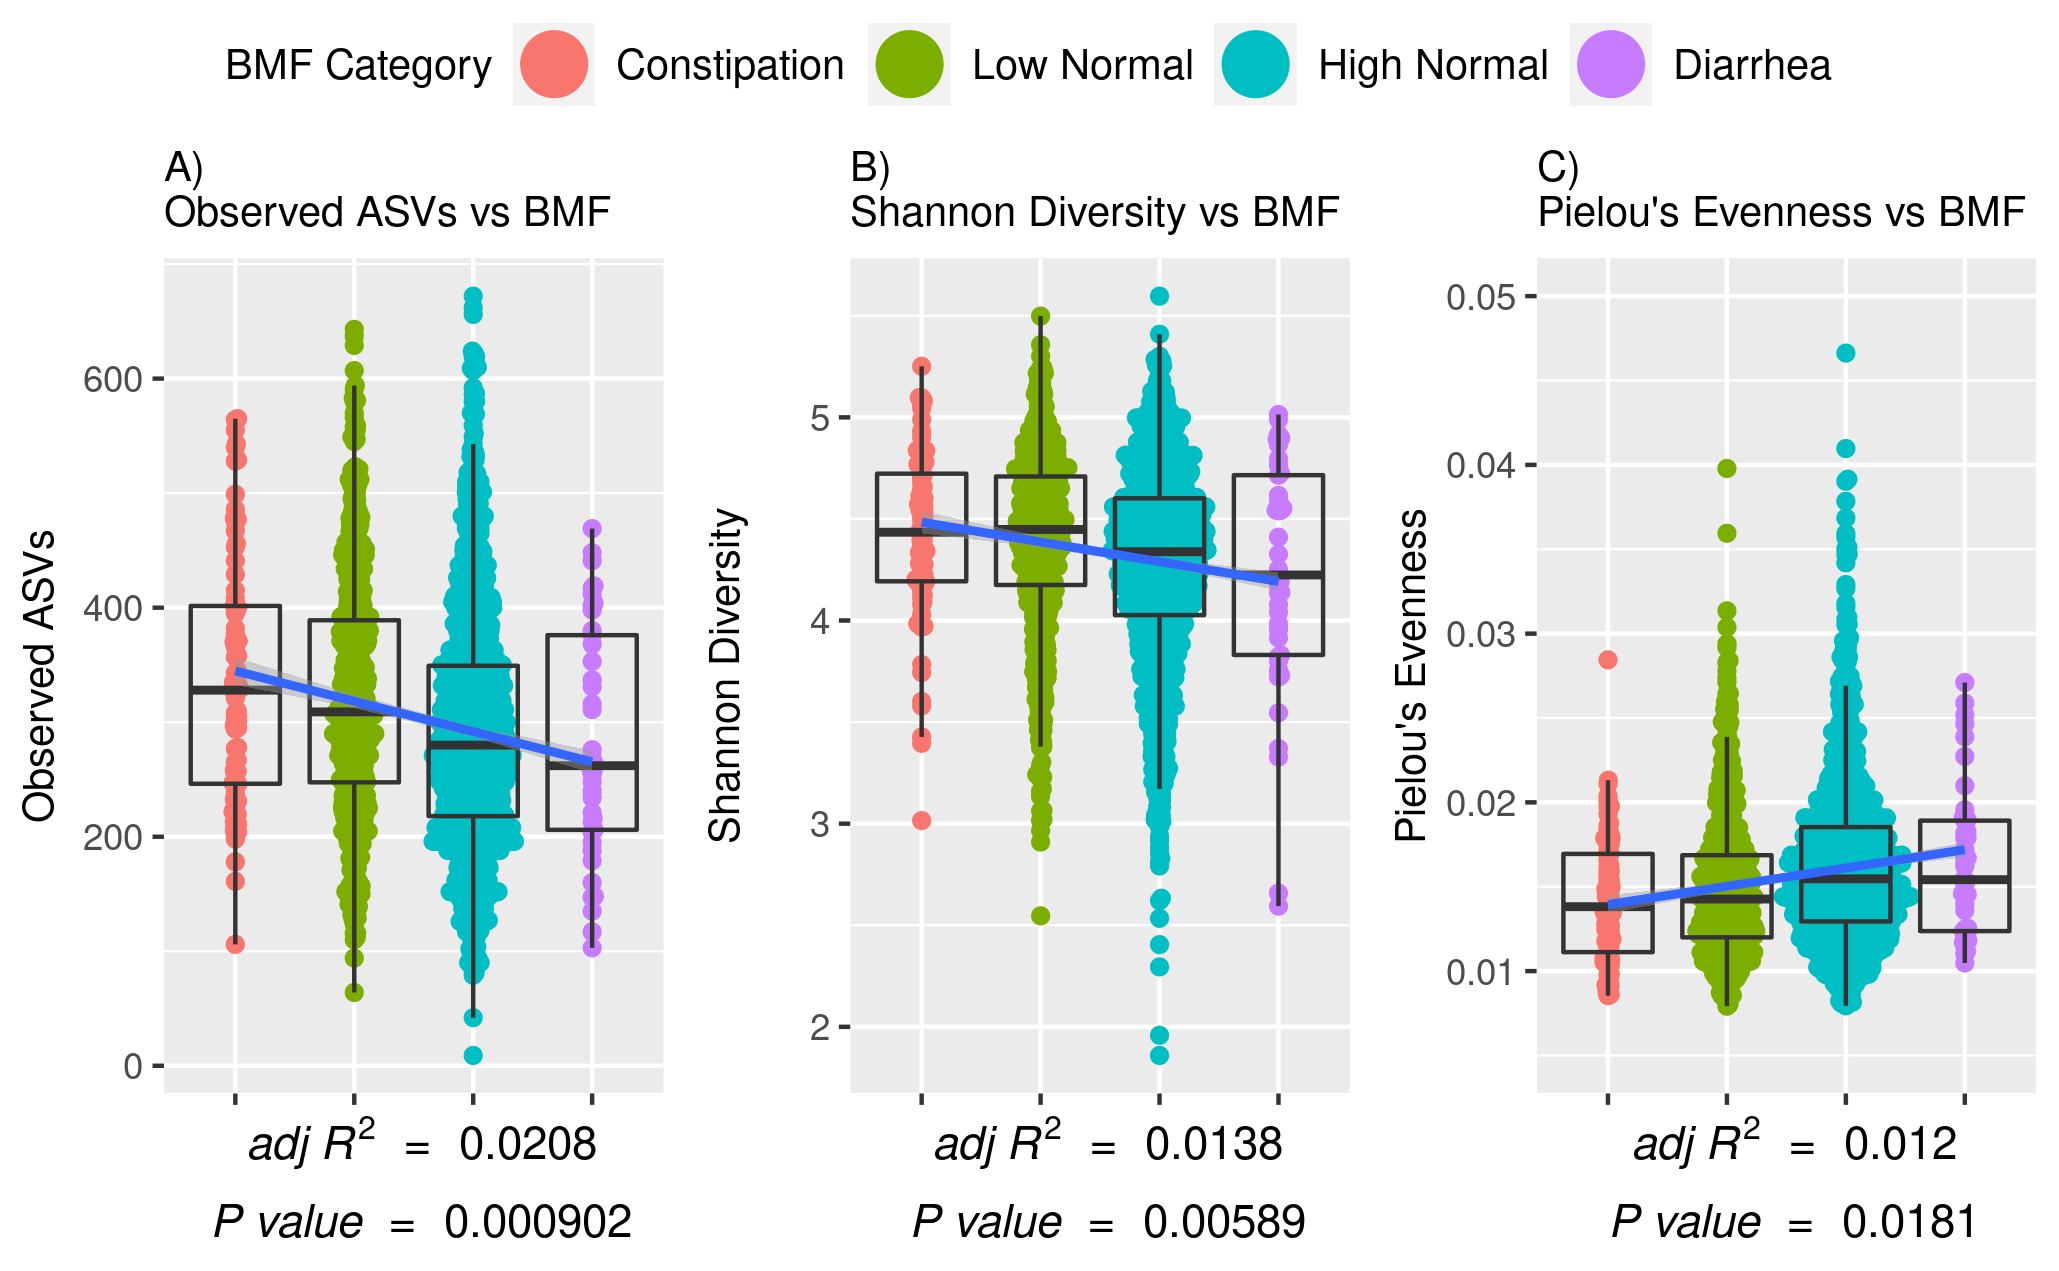 BMF Category Constipation Low Normal High Normal Diarrhea
A)
Observed ASVs vs BMF
Observed ASVs
600
400
200
0
adj R² = 0.0208
P value = 0.000902
B)
Shannon Diversity vs BMF
Shannon Diversity
5
4
3
2
adj R² = 0.0138
P value = 0.00589
C)
Pielou's Evenness vs BMF
Pielou's Evenness
0.05
0.04
0.03
0.02
0.01
adj R² = 0.012
P value = 0.0181